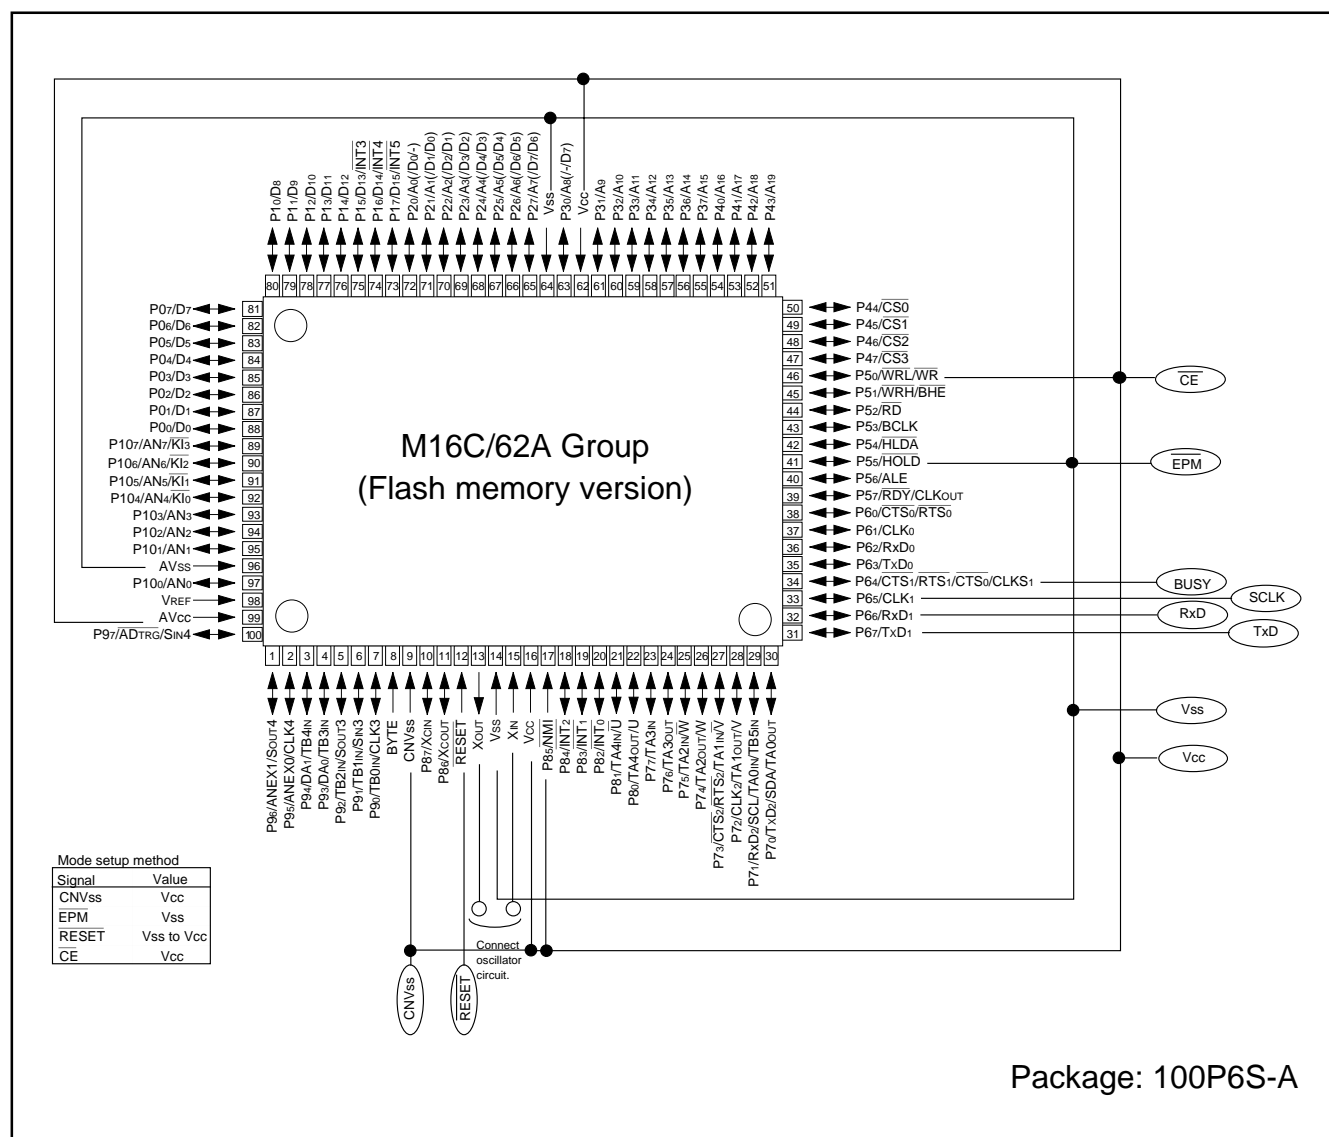 P10/D8
P11/D9
P12/D10
P13/D11
P14/D12
P15/D13/INT3
P16/D14/INT4
P17/D15/INT5
P20/A0(/D0/-)
P21/A1(/D1/D0)
P22/A2(/D2/D1)
P23/A3(/D3/D2)
P24/A4(/D4/D3)
P25/A5(/D5/D4)
P26/A6(/D6/D5)
P27/A7(/D7/D6)
Vss
P30/A8(/-/D7)
Vcc
P31/A9
P32/A10
P33/A11
P34/A12
P35/A13
P36/A14
P37/A15
P40/A16
P41/A17
P42/A18
P43/A19
80 79 78 77 76 75 74 73 72 71 70 69 68 67 66 65 64 63 62 61 60 59 58 57 56 55 54 53 52 51
P07/D7 81
P06/D6 82
P05/D5 83
P04/D4 84
P03/D3 85
P02/D2 86
P01/D1 87
P00/D0 88
P107/AN7/KI3 89
P106/AN6/KI2 90
P105/AN5/KI1 91
P104/AN4/KI0 92
P103/AN3 93
P102/AN2 94
P101/AN1 95
AVSS 96
P100/AN0 97
VREF 98
AVcc 99
P97/ADTRG/SIN4 100
M16C/62A Group
(Flash memory version)
50 P44/CS0
49 P45/CS1
48 P46/CS2
47 P47/CS3
46 P50/WRL/WR
45 P51/WRH/BHE
44 P52/RD
43 P53/BCLK
42 P54/HLDA
41 P55/HOLD
40 P56/ALE
39 P57/RDY/CLKOUT
38 P60/CTS0/RTS0
37 P61/CLK0
36 P62/RxD0
35 P63/TxD0
34 P64/CTS1/RTS1/CTS0/CLKS1
33 P65/CLK1
32 P66/RxD1
31 P67/TxD1
CE
EPM
BUSY
SCLK
RxD
TxD
Vss
Vcc
1 2 3 4 5 6 7 8 9 10 11 12 13 14 15 16 17 18 19 20 21 22 23 24 25 26 27 28 29 30
P96/ANEX1/SOUT4
P95/ANEX0/CLK4
P94/DA1/TB4IN
P93/DA0/TB3IN
P92/TB2IN/SOUT3
P91/TB1IN/SIN3
P90/TB0IN/CLK3
BYTE
CNVss
P87/XCIN
P86/XCOUT
RESET
XOUT
Vss
XIN
Vcc
P85/NMI
P84/INT2
P83/INT1
P82/INT0
P81/TA4IN/U
P80/TA4OUT/U
P77/TA3IN
P76/TA3OUT
P75/TA2IN/W
P74/TA2OUT/W
P73/CTS2/RTS2/TA1IN/V
P72/CLK2/TA1OUT/V
P71/RxD2/SCL/TA0IN/TB5IN
P70/TxD2/SDA/TA0OUT
Mode setup method
Signal Value
CNVss Vcc
EPM Vss
RESET Vss to Vcc
CE Vcc
Connect
oscillator
circuit.
CNVss
RESET
Package: 100P6S-A